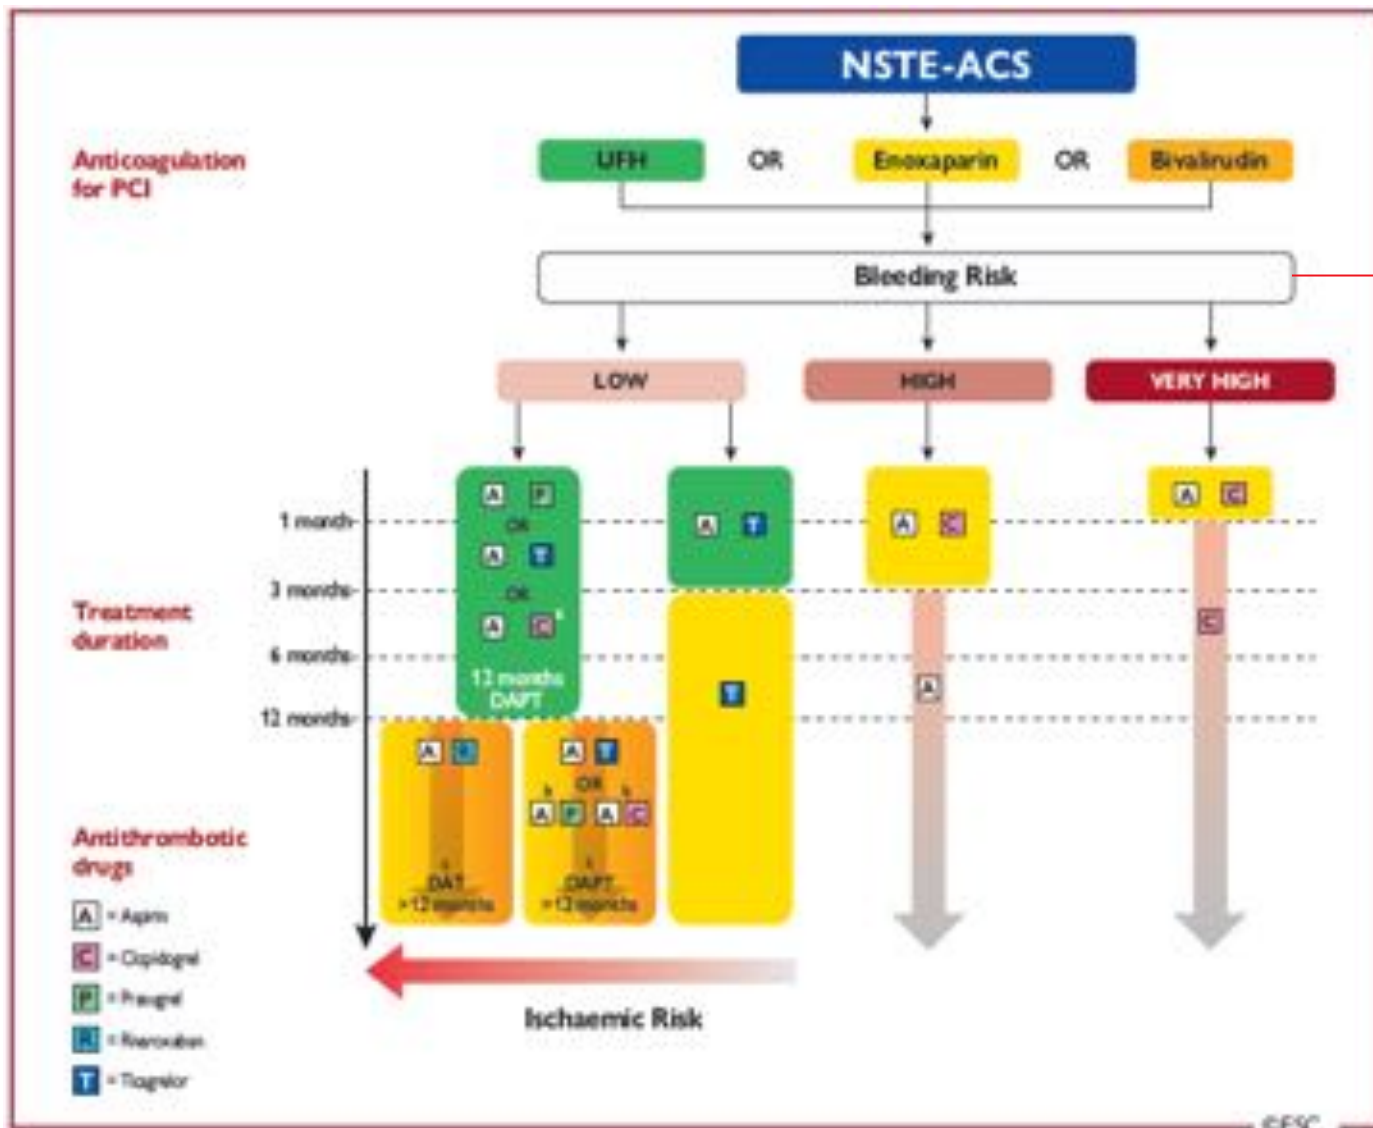 NSTE-ACS
Anticoagulation
for PCI
UFH OR Enoxaparin OR Bivalirudin
Bleeding Risk
LOW HIGH VERY HIGH
A P
OR
A T
OR
A C
12 months
DAPT
A T
T
A C
A
A C
C
1 month
3 months
6 months
12 months
Treatment
duration
A R
DAT
>12 months
A T
OR
b b
A P A C
DAPT
>12 months
Antithrombotic
drugs
A = Aspirin
C = Clopidogrel
P = Prasugrel
R = Rivaroxaban
T = Ticagrelor
Ischaemic Risk
©ESC